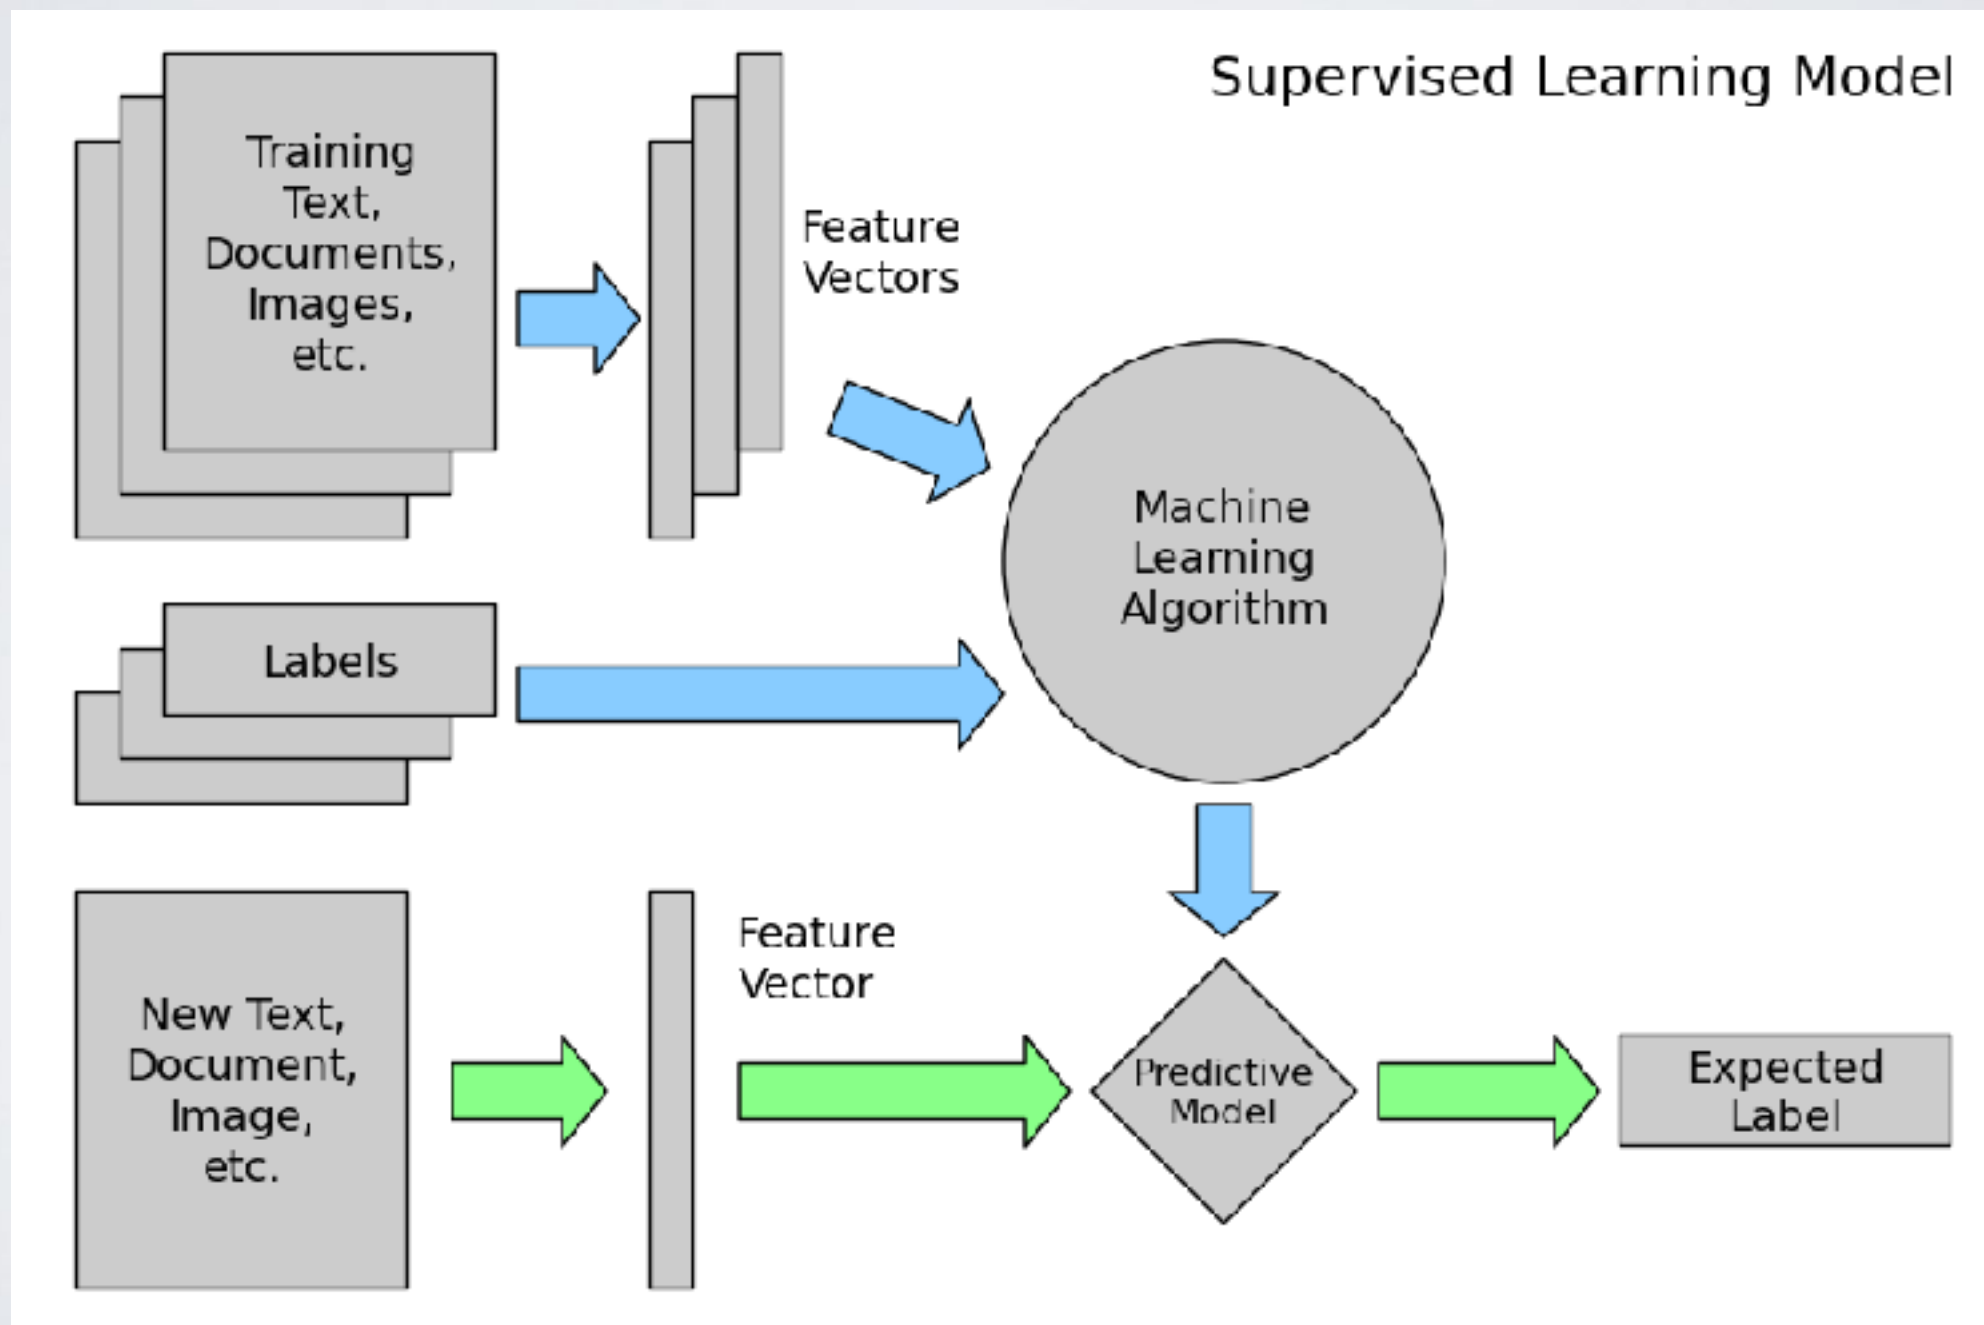 Supervised Learning Model
Training
Text,
Documents,
Images,
etc.
Feature
Vectors
Machine
Learning
Algorithm
Labels
New Text,
Document,
Image,
etc.
Feature
Vector
Predictive
Model
Expected
Label